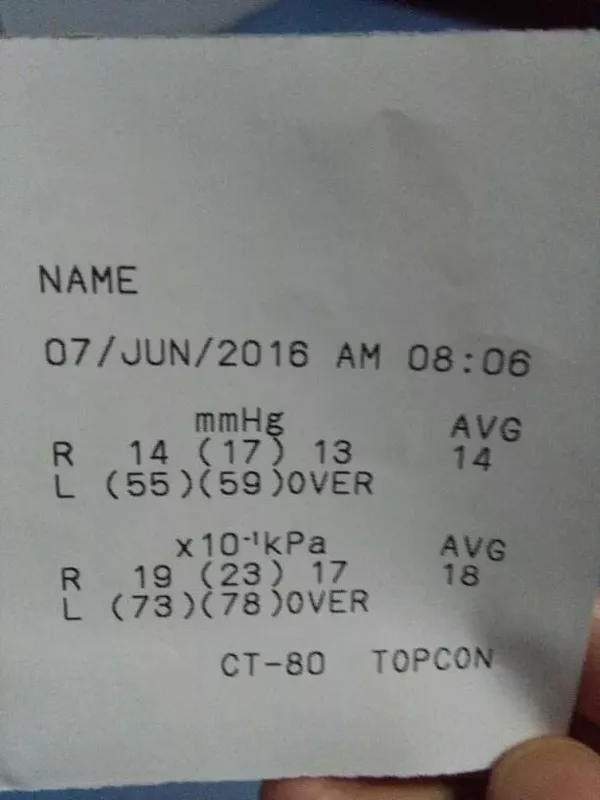 NAME
07/JUN/2016 AM 08:06
mmHg AVG
R 14 (17) 13 14
L (55)(59)OVER
x10-¹kPa AVG
R 19 (23) 17 18
L (73)(78)OVER
CT-80 TOPCON